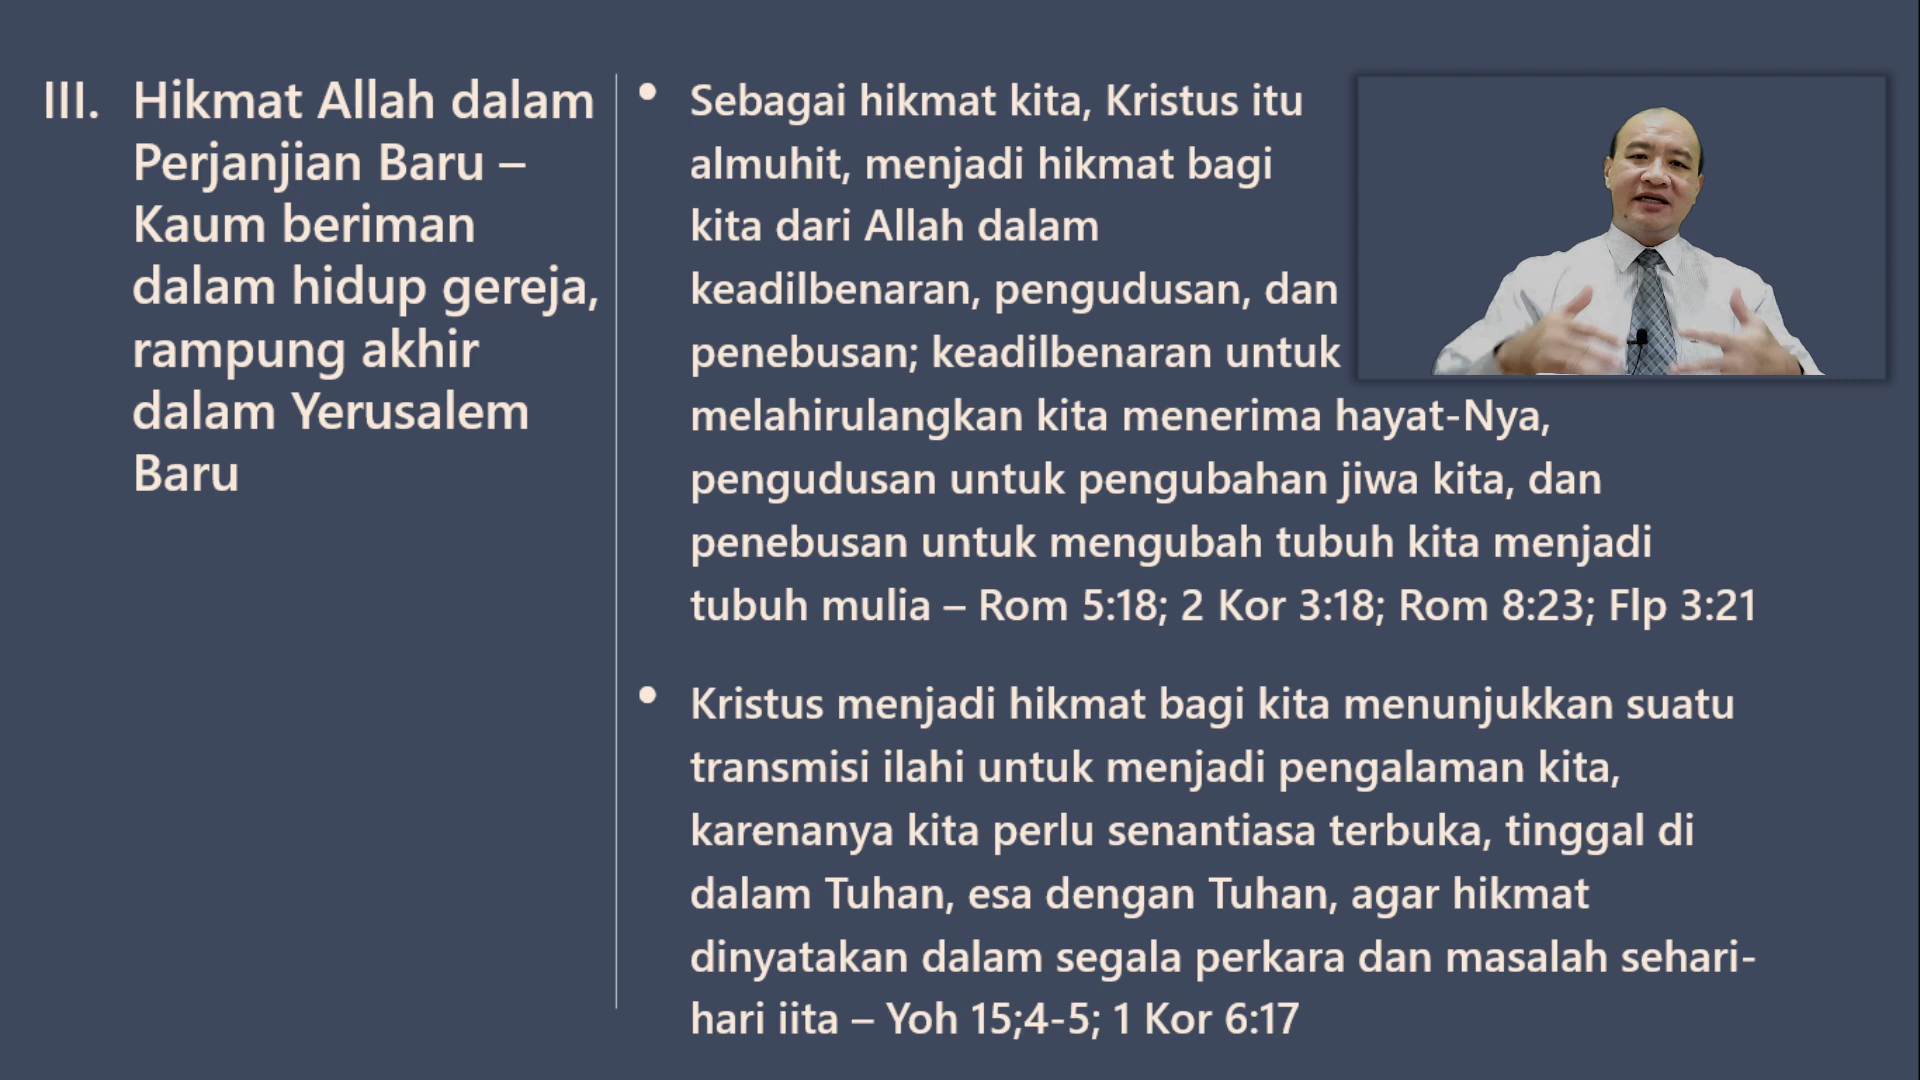 III. Hikmat Allah dalam
Perjanjian Baru –
Kaum beriman
dalam hidup gereja,
rampung akhir
dalam Yerusalem
Baru
• Sebagai hikmat kita, Kristus itu
almuhit, menjadi hikmat bagi
kita dari Allah dalam
keadilbenaran, pengudusan, dan
penebusan; keadilbenaran untuk
melahirulangkan kita menerima hayat-Nya,
pengudusan untuk pengubahan jiwa kita, dan
penebusan untuk mengubah tubuh kita menjadi
tubuh mulia – Rom 5:18; 2 Kor 3:18; Rom 8:23; Flp 3:21
• Kristus menjadi hikmat bagi kita menunjukkan suatu
transmisi ilahi untuk menjadi pengalaman kita,
karenanya kita perlu senantiasa terbuka, tinggal di
dalam Tuhan, esa dengan Tuhan, agar hikmat
dinyatakan dalam segala perkara dan masalah sehari-
hari iita – Yoh 15;4-5; 1 Kor 6:17